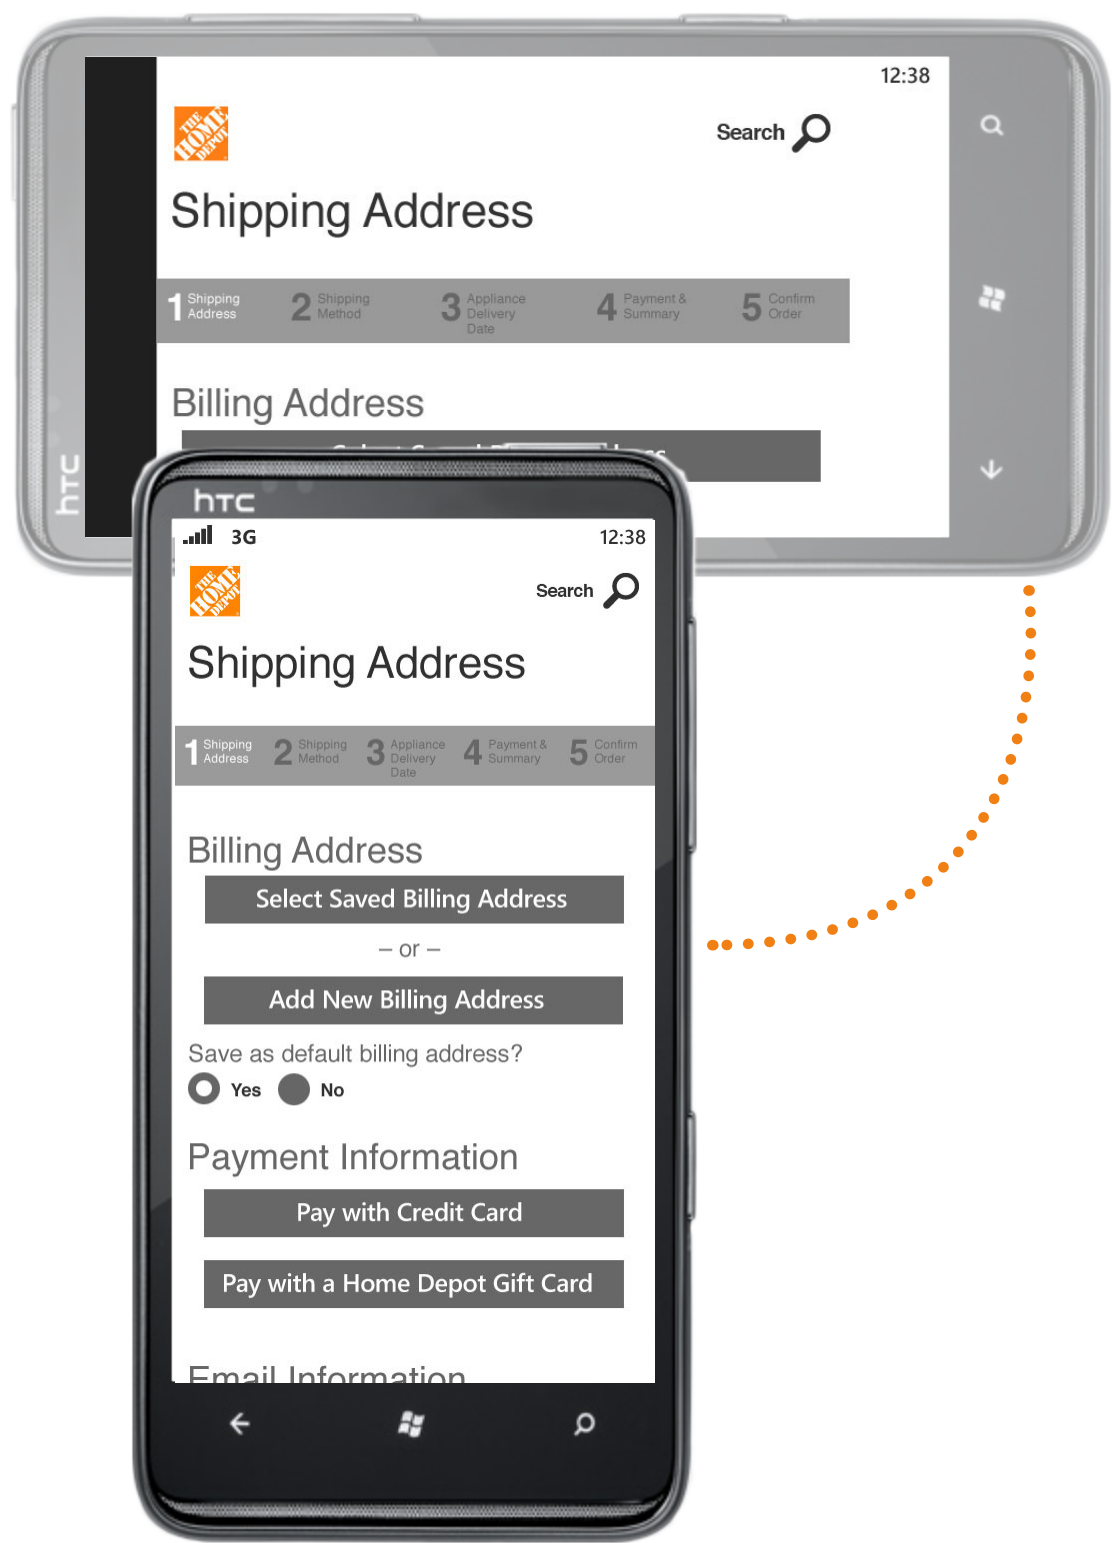 12:38
THE
HOME
DEPOT
Search
Shipping Address
1 Shipping Address
2 Shipping Method
3 Appliance Delivery Date
4 Payment & Summary
5 Confirm Order
Billing Address
hTC
hTC
3G
12:38
THE
HOME
DEPOT
Search
Shipping Address
1 Shipping Address
2 Shipping Method
3 Appliance Delivery Date
4 Payment & Summary
5 Confirm Order
Billing Address
Select Saved Billing Address
– or –
Add New Billing Address
Save as default billing address?
Yes No
Payment Information
Pay with Credit Card
Pay with a Home Depot Gift Card
Email Information